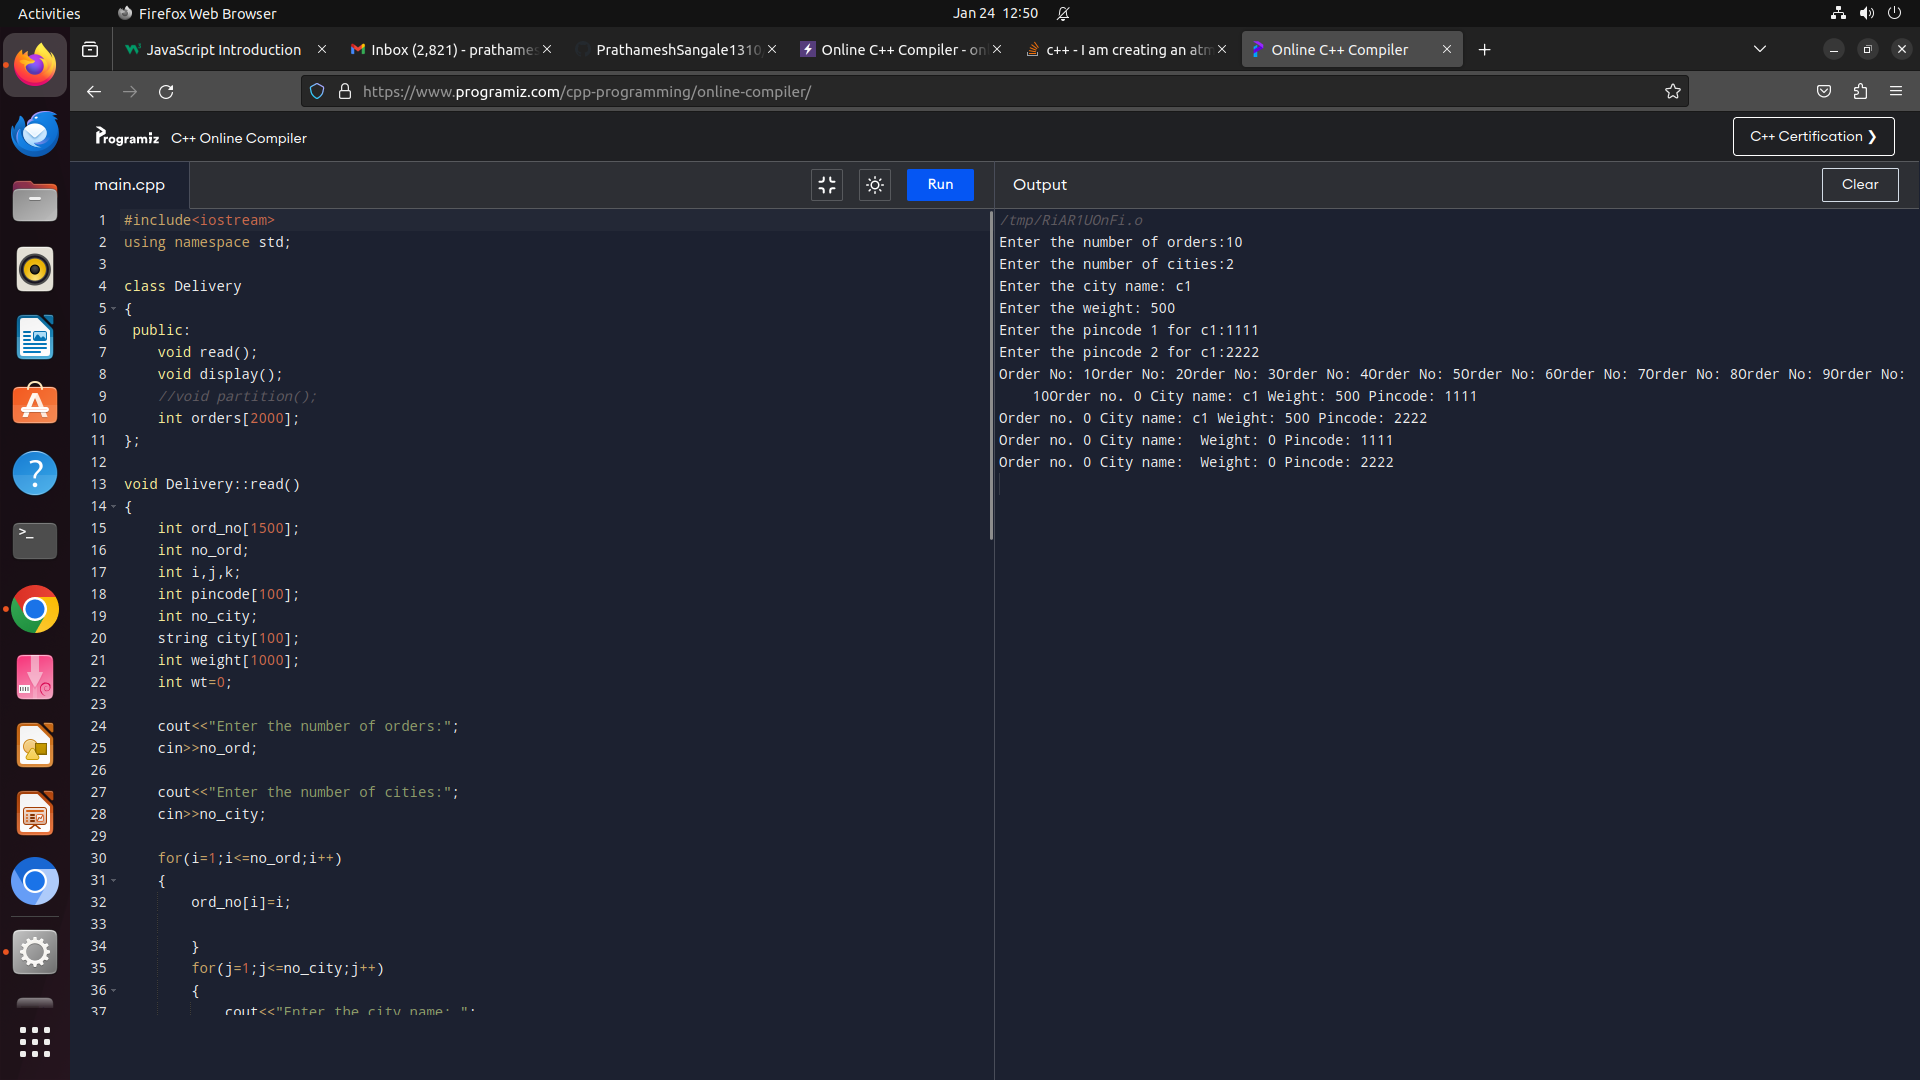 Activities
Firefox Web Browser
Jan 24 12:50
JavaScript Introduction
Inbox (2,821) - prathames
PrathameshSangale1310
Online C++ Compiler - on
c++ - I am creating an atm
Online C++ Compiler
https://www.programiz.com/cpp-programming/online-compiler/
Programiz
C++ Online Compiler
C++ Certification ❯
main.cpp
Run
Output
Clear
1 #include<iostream>
2 using namespace std;
3
4 class Delivery
5 {
6 public:
7 void read();
8 void display();
9 //void partition();
10 int orders[2000];
11 };
12
13 void Delivery::read()
14 {
15 int ord_no[1500];
16 int no_ord;
17 int i,j,k;
18 int pincode[100];
19 int no_city;
20 string city[100];
21 int weight[1000];
22 int wt=0;
23
24 cout<<"Enter the number of orders:";
25 cin>>no_ord;
26
27 cout<<"Enter the number of cities:";
28 cin>>no_city;
29
30 for(i=1;i<=no_ord;i++)
31 {
32 ord_no[i]=i;
33
34 }
35 for(j=1;j<=no_city;j++)
36 {
37 cout<<"Enter the city name: ";
/tmp/RiAR1UOnFi.o
Enter the number of orders:10
Enter the number of cities:2
Enter the city name: c1
Enter the weight: 500
Enter the pincode 1 for c1:1111
Enter the pincode 2 for c1:2222
Order No: 1Order No: 2Order No: 3Order No: 4Order No: 5Order No: 6Order No: 7Order No: 8Order No: 9Order No:
10Order no. 0 City name: c1 Weight: 500 Pincode: 1111
Order no. 0 City name: c1 Weight: 500 Pincode: 2222
Order no. 0 City name:  Weight: 0 Pincode: 1111
Order no. 0 City name:  Weight: 0 Pincode: 2222